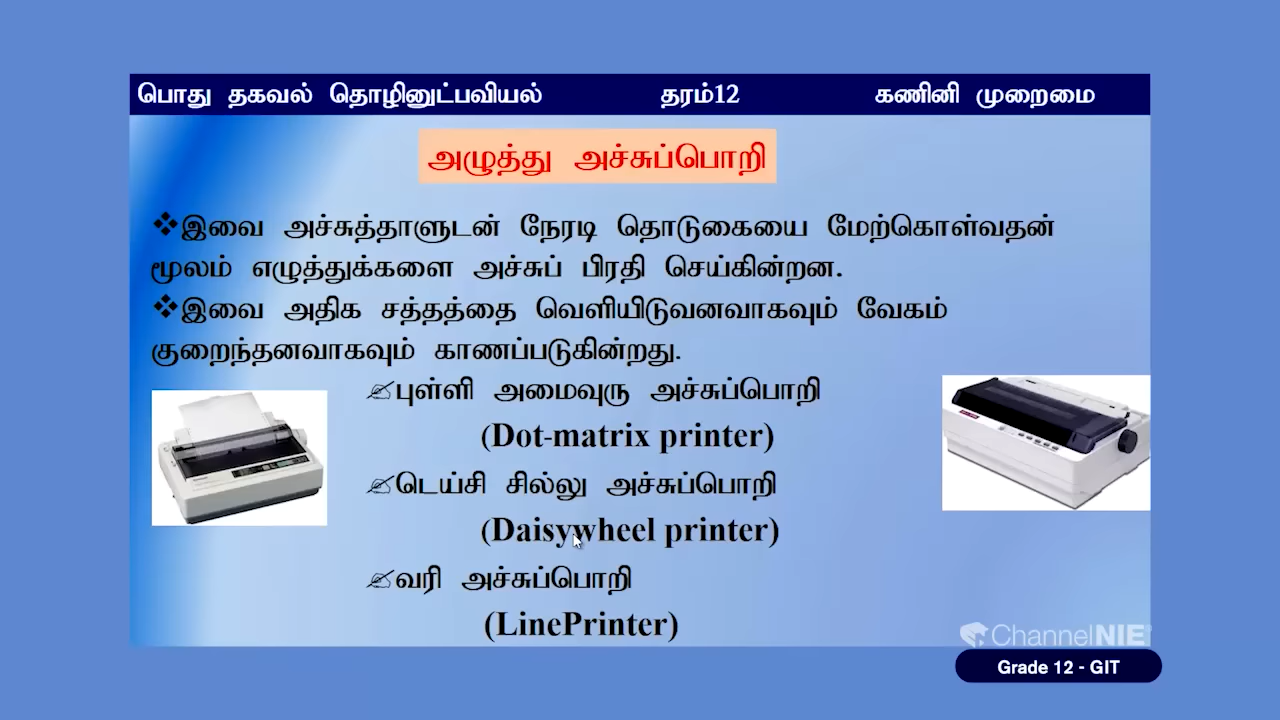 பொது தகவல் தொழினுட்பவியல் தரம்12 கணினி முறைமை
அழுத்து அச்சுப்பொறி
❖இவை அச்சுத்தாளுடன் நேரடி தொடுகையை மேற்கொள்வதன்
மூலம் எழுத்துக்களை அச்சுப் பிரதி செய்கின்றன.
❖இவை அதிக சத்தத்தை வெளியிடுவனவாகவும் வேகம்
குறைந்தனவாகவும் காணப்படுகின்றது.
புள்ளி அமைவுரு அச்சுப்பொறி
(Dot-matrix printer)
டெய்சி சில்லு அச்சுப்பொறி
(Daisywheel printer)
வரி அச்சுப்பொறி
(LinePrinter)
ChannelNIE
Grade 12 - GIT